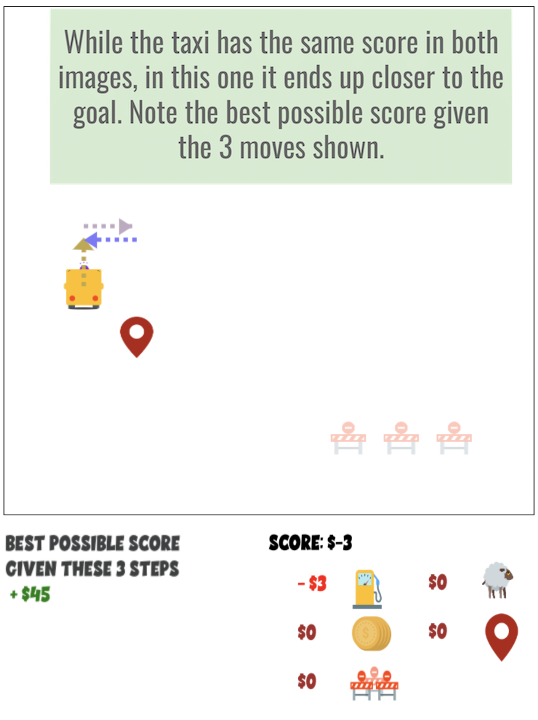 While the taxi has the same score in both
images, in this one it ends up closer to the
goal. Note the best possible score given
the 3 moves shown.
BEST POSSIBLE SCORE
GIVEN THESE 3 STEPS
+ $45
SCORE: $-3
- $3
$0
$0
$0
$0